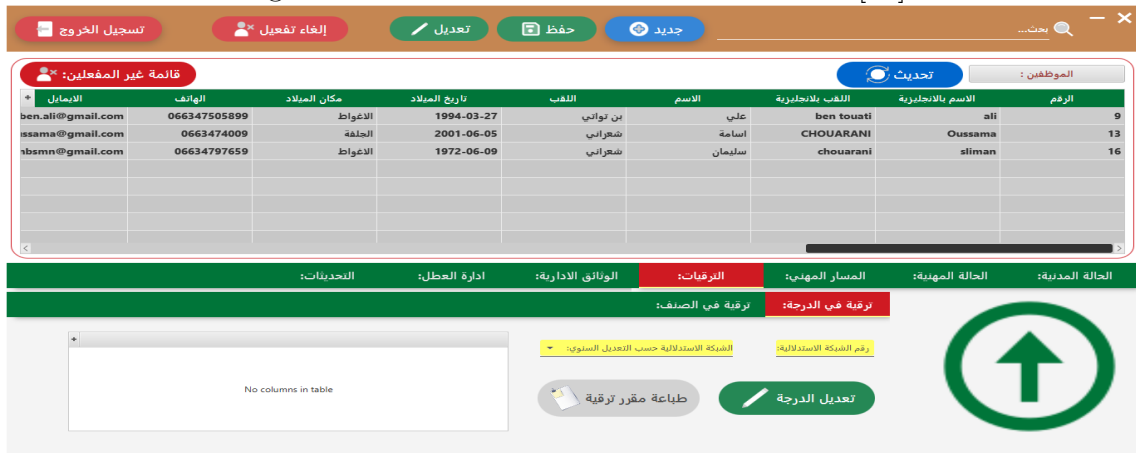 بحث...
جديد
حفظ
تعديل
إلغاء تفعيل
تسجيل الخروج
الموظفين :
تحديث
قائمة غير المفعلين:
الرقم الاسم بالانجليزية اللقب بلانجليزية الاسم اللقب تاريخ الميلاد مكان الميلاد الهاتف الايمايل +
9 ali ben touati علي بن تواتي 1994-03-27 الاغواط 066347505899 ben.ali@gmail.com
13 Oussama CHOUARANI اسامة شعراني 2001-06-05 الجلفة 0663474009 ssama@gmail.com
16 sliman chouarani سليمان شعراني 1972-06-09 الاغواط 06634797659 bsmn@gmail.com
الحالة المدنية: الحالة المهنية: المسار المهني: الترقيات: الوثائق الادارية: ادارة العطل: التحديثات:
ترقية في الدرجة: ترقية في الصنف:
رقم الشبكة الاستدلالية: الشبكة الاستدلالية حسب التعديل السنوي:
+
No columns in table
تعديل الدرجة
طباعة مقرر ترقية